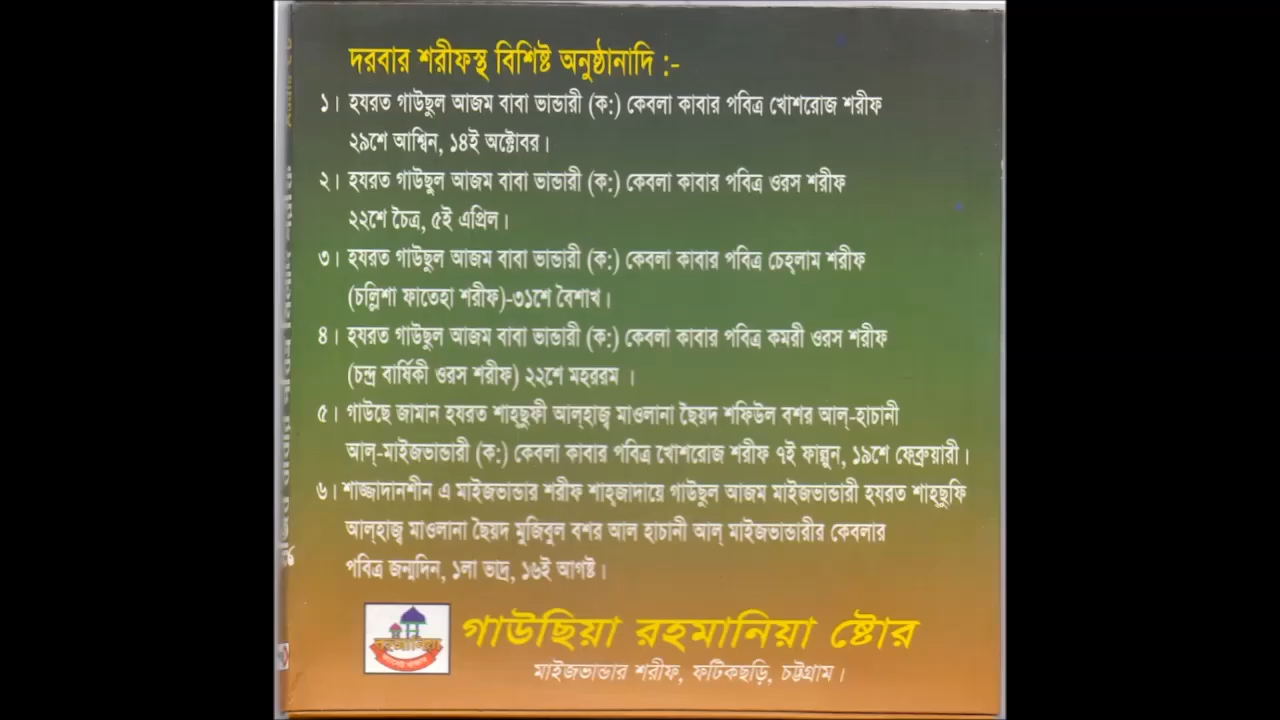 দরবার শরীফস্থ বিশিষ্ট অনুষ্ঠানাদি :-
১। হযরত গাউছুল আজম বাবা ভান্ডারী (ক:) কেবলা কাবার পবিত্র খোশরোজ শরীফ
২৯শে আশ্বিন, ১৪ই অক্টোবর।
২। হযরত গাউছুল আজম বাবা ভান্ডারী (ক:) কেবলা কাবার পবিত্র ওরস শরীফ
২২শে চৈত্র, ৫ই এপ্রিল।
৩। হযরত গাউছুল আজম বাবা ভান্ডারী (ক:) কেবলা কাবার পবিত্র চেহ্লাম শরীফ
(চল্লিশা ফাতেহা শরীফ)-৩১শে বৈশাখ।
৪। হযরত গাউছুল আজম বাবা ভান্ডারী (ক:) কেবলা কাবার পবিত্র কমরী ওরস শরীফ
(চন্দ্র বার্ষিকী ওরস শরীফ) ২২শে মহররম ।
৫। গাউছে জামান হযরত শাহ্ছুফী আল্হাজ্ব মাওলানা ছৈয়দ শফিউল বশর আল্-হাচানী
আল্-মাইজভান্ডারী (ক:) কেবলা কাবার পবিত্র খোশরোজ শরীফ ৭ই ফাল্গুন, ১৯শে ফেব্রুয়ারী।
৬। শাজ্জাদানশীন এ মাইজভান্ডার শরীফ শাহ্জাদায়ে গাউছুল আজম মাইজভান্ডারী হযরত শাহ্ছুফি
আল্হাজ্ব মাওলানা ছৈয়দ মুজিবুল বশর আল হাচানী আল্ মাইজভান্ডারীর কেবলার
পবিত্র জন্মদিন, ১লা ভাদ্র, ১৬ই আগষ্ট।
গাউছিয়া রহমানিয়া ষ্টোর
মাইজভান্ডার শরীফ, ফটিকছড়ি, চট্টগ্রাম।